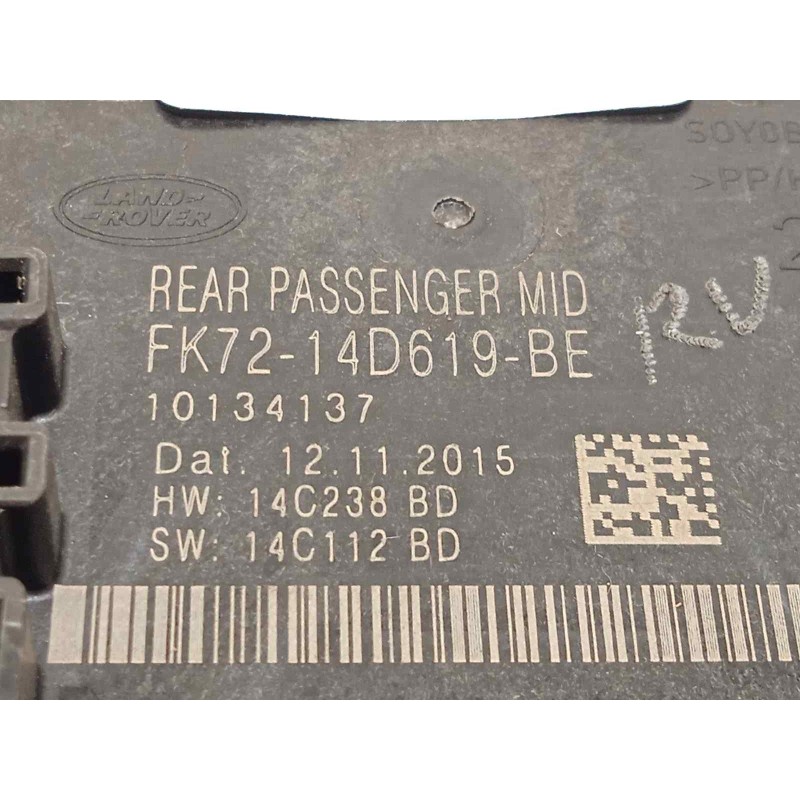 LAND-
-ROVER
REAR PASSENGER MID
FK72-14D619-BE
10134137
Dat. 12.11.2015
HW: 14C238 BD
SW: 14C112 BD
>PP/